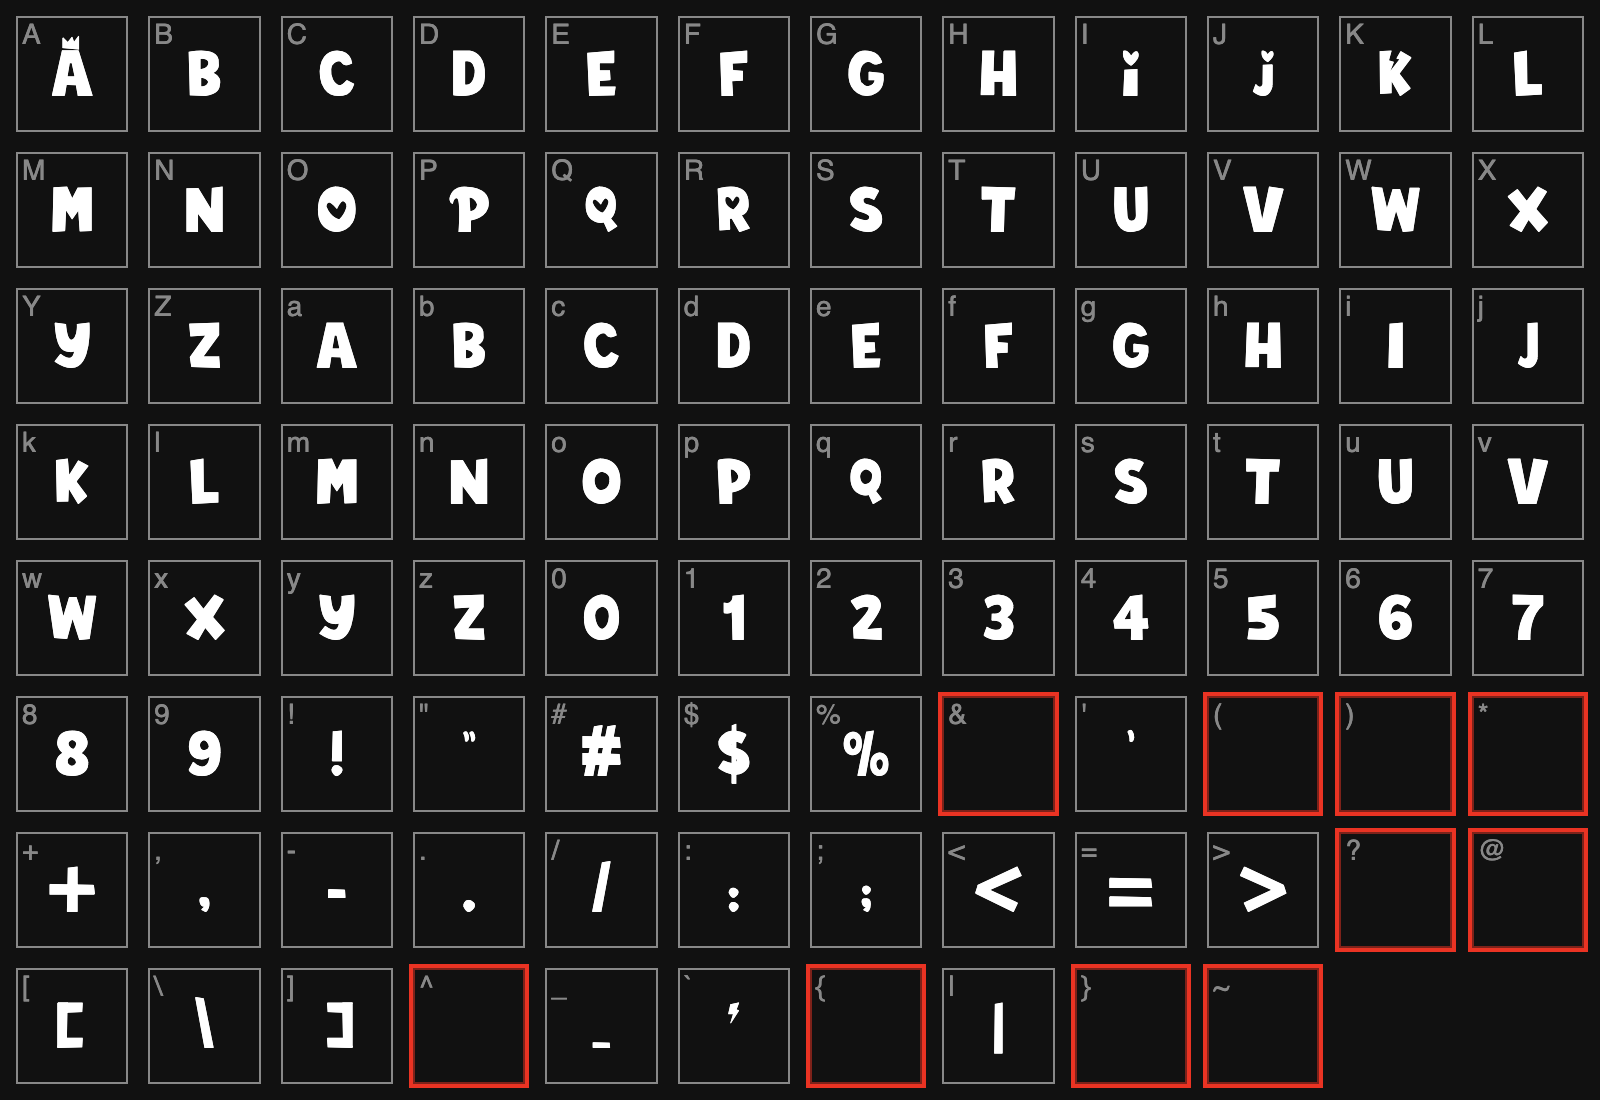 A B C D E F G H I J K L
A B C D E F G H i j K L
M N O P Q R S T U V W X
M N O P Q R S T U V W X
Y Z a b c d e f g h i j
Y Z A B C D E F G H I J
k l m n o p q r s t u v
K L M N O P Q R S T U V
w x y z 0 1 2 3 4 5 6 7
W X Y Z 0 1 2 3 4 5 6 7
8 9 ! " # $ % & ' ( ) *
8 9 ! " # $ % '
+ , - . / : ; < = > ? @
+ , - . / : ; < = >
[ \ ] ^ _ ` { | } ~
[ \ ] _ |